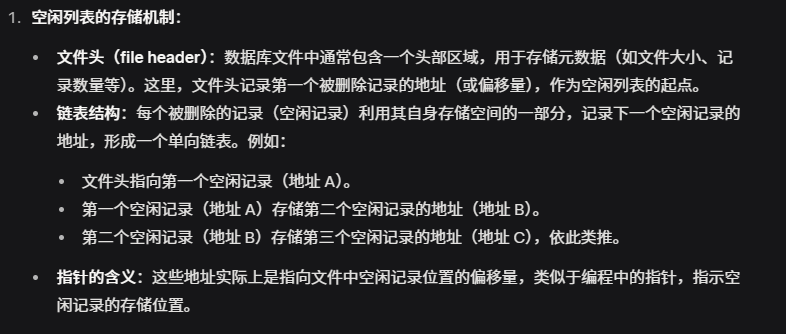 1. 空闲列表的存储机制：
• 文件头（file header）：数据库文件中通常包含一个头部区域，用于存储元数据（如文件大小、记
录数量等）。这里，文件头记录第一个被删除记录的地址（或偏移量），作为空闲列表的起点。
• 链表结构：每个被删除的记录（空闲记录）利用其自身存储空间的一部分，记录下一个空闲记录的
地址，形成一个单向链表。例如：
• 文件头指向第一个空闲记录（地址 A）。
• 第一个空闲记录（地址 A）存储第二个空闲记录的地址（地址 B）。
• 第二个空闲记录（地址 B）存储第三个空闲记录的地址（地址 C），依此类推。
• 指针的含义：这些地址实际上是指向文件中空闲记录位置的偏移量，类似于编程中的指针，指示空
闲记录的存储位置。